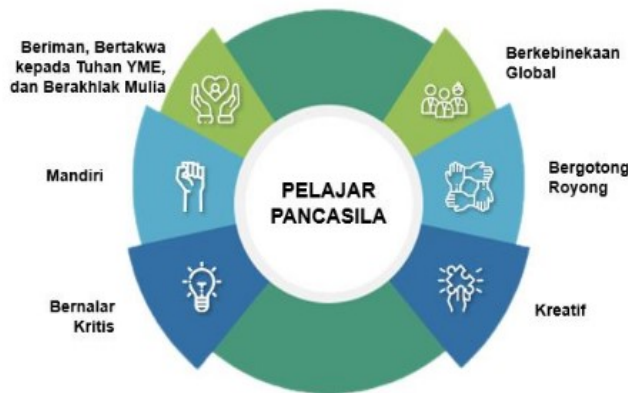 Beriman, Bertakwa
kepada Tuhan YME,
dan Berakhlak Mulia
Berkebinekaan
Global
Mandiri
PELAJAR
PANCASILA
Bergotong
Royong
Bernalar
Kritis
Kreatif